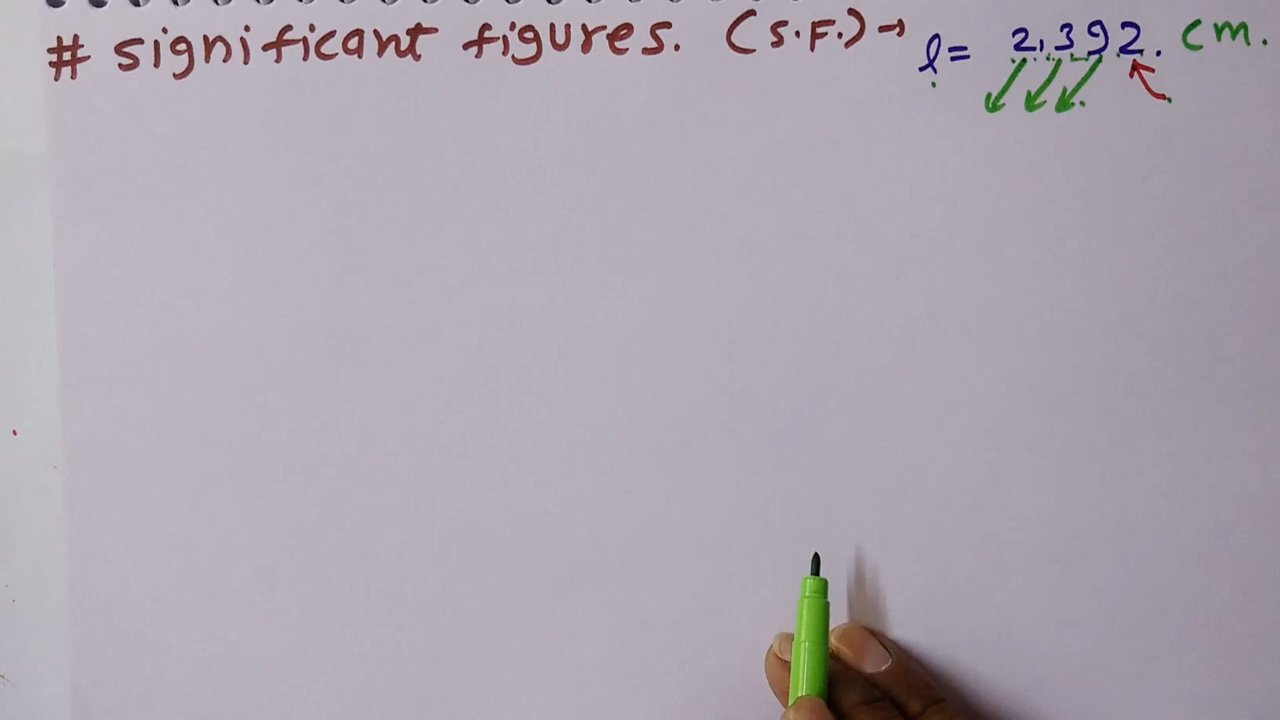 # significant figures. (S.F.) → l = 2.392. cm.